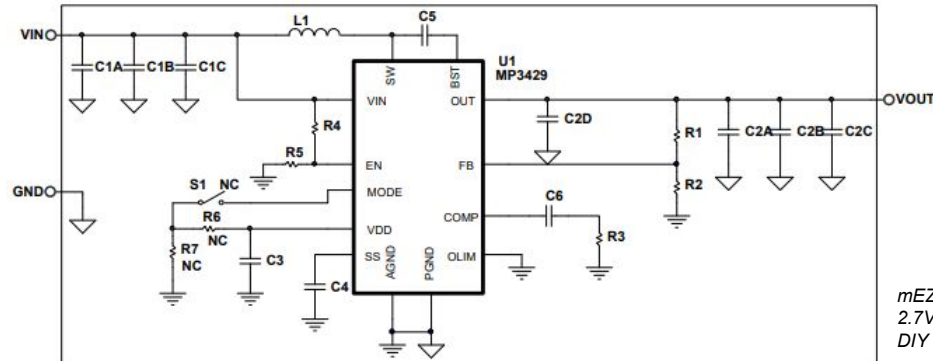 L1
C5
VIN
C1A
C1B
C1C
SW
BST
U1
MP3429
VIN
OUT
VOUT
R4
C2D
R1
C2A
C2B
C2C
R5
EN
FB
GND
S1
NC
MODE
R2
C6
R6
NC
VDD
COMP
R7
NC
C3
SS
AGND
PGND
OLIM
R3
C4
mEZ
2.7V
DIY